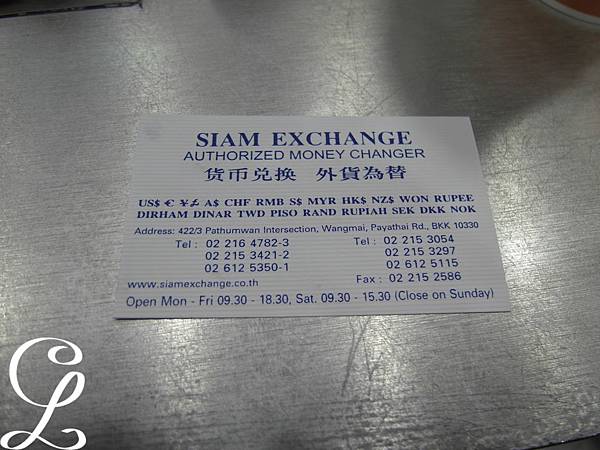 SIAM EXCHANGE
AUTHORIZED MONEY CHANGER
货币兑换 外貨為替
US$ € ¥ £ A$ CHF RMB S$ MYR HK$ NZ$ WON RUPEE
DIRHAM DINAR TWD PISO RAND RUPIAH SEK DKK NOK
Address: 422/3 Pathumwan Intersection, Wangmai, Payathai Rd., BKK 10330
Tel : 02 216 4782-3 Tel : 02 215 3054
02 215 3421-2 02 215 3297
02 612 5350-1 02 612 5115
www.siamexchange.co.th Fax : 02 215 2586
Open Mon - Fri 09.30 - 18.30, Sat. 09.30 - 15.30 (Close on Sunday)
CL